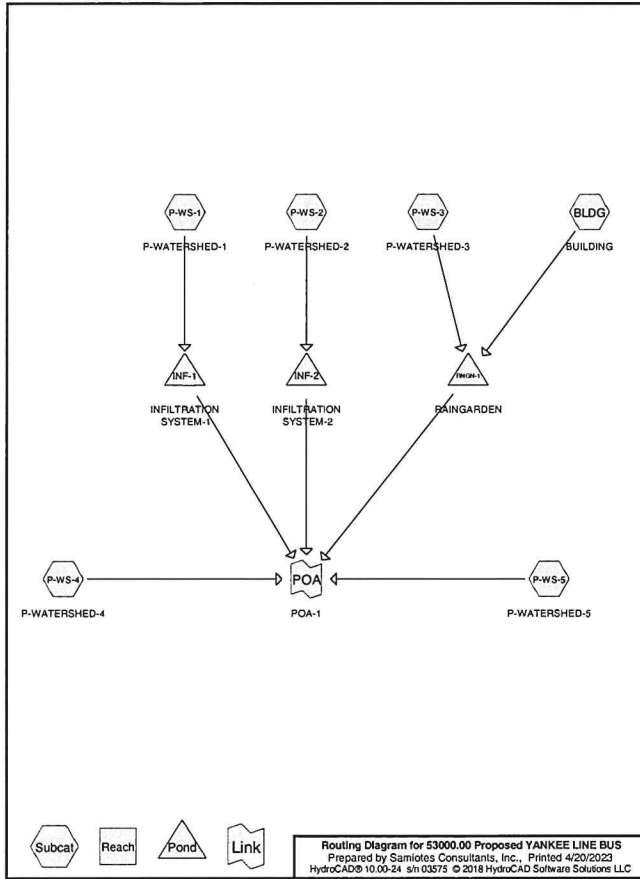 P-WS-1
P-WS-2
P-WS-3
BLDG
P-WATERSHED-1
P-WATERSHED-2
P-WATERSHED-3
BUILDING
INF-1
INF-2
RNGN-1
INFILTRATION
SYSTEM-1
INFILTRATION
SYSTEM-2
RAINGARDEN
P-WS-4
POA
P-WS-5
P-WATERSHED-4
POA-1
P-WATERSHED-5
Subcat
Reach
Pond
Link
Routing Diagram for 53000.00 Proposed YANKEE LINE BUS
Prepared by Samiotes Consultants, Inc., Printed 4/20/2023
HydroCAD® 10.00-24 s/n 03575 © 2018 HydroCAD Software Solutions LLC